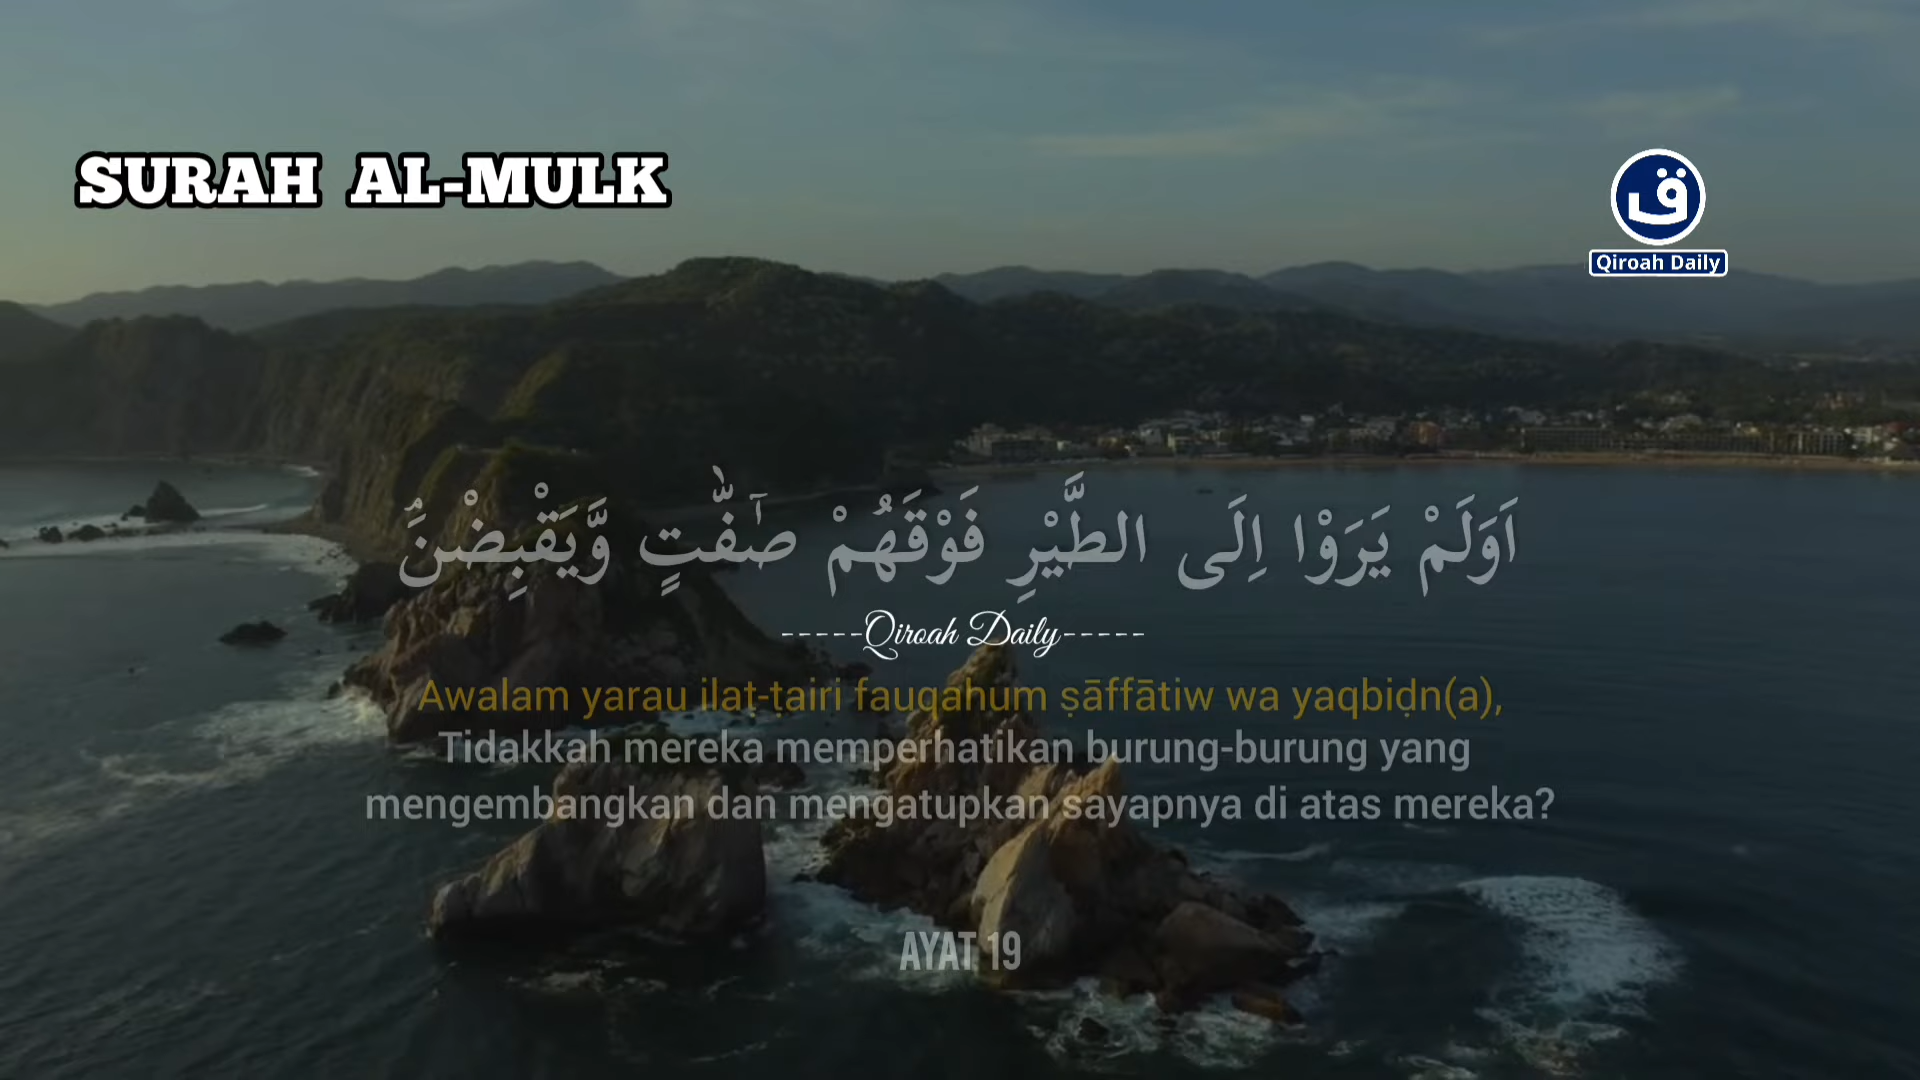 SURAH AL-MULK
ق
Qiroah Daily
اَوَلَمْ يَرَوْا اِلَى الطَّيْرِ فَوْقَهُمْ صٰۤفّٰتٍ وَّيَقْبِضْنَۘ
-----Qiroah Daily-----
Awalam yarau ilaṭ-ṭairi fauqahum ṣāffātiw wa yaqbiḍn(a),
Tidakkah mereka memperhatikan burung-burung yang
mengembangkan dan mengatupkan sayapnya di atas mereka?
AYAT 19